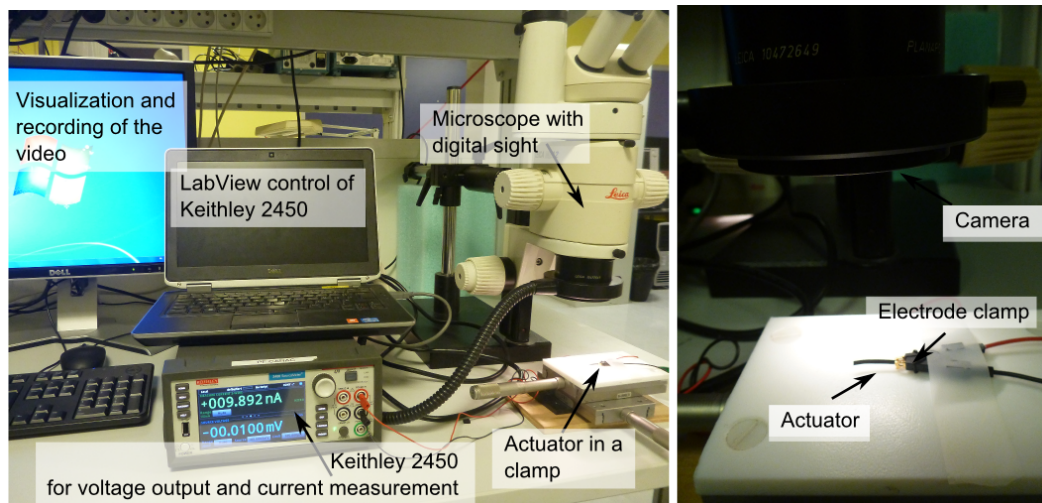 Visualization and
recording of the
video
LabView control of
Keithley 2450
Microscope with
digital sight
Leica
DELL
DELL
+009.892 nA
-00.0100 mV
Keithley 2450
for voltage output and current measurement
Actuator in a
clamp
10472649
Camera
Electrode clamp
Actuator